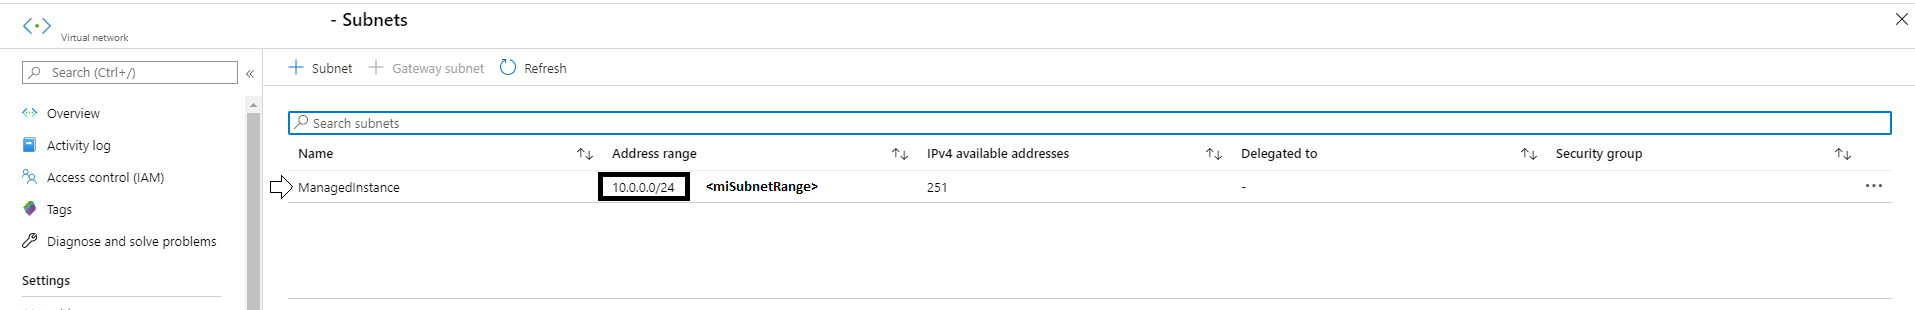 - Subnets
Virtual network
Search (Ctrl+/)
«
Overview
Activity log
Access control (IAM)
Tags
Diagnose and solve problems
Settings
+ Subnet + Gateway subnet Refresh
Search subnets
Name Address range IPv4 available addresses Delegated to Security group
ManagedInstance 10.0.0.0/24 <miSubnetRange> 251 - ...